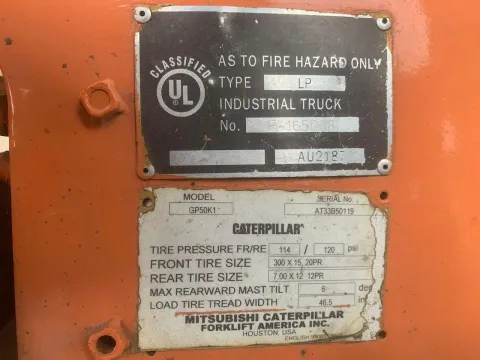 CLASSIFIED
UL
AS TO FIRE HAZARD ONLY
TYPE LP
INDUSTRIAL TRUCK
No.
AU2187
MODEL SERIAL No.
GP50K1 AT33B50119
CATERPILLAR
TIRE PRESSURE FR/RE 114 / 120 psi
FRONT TIRE SIZE 300 X 15, 20PR
REAR TIRE SIZE 7.00 X 12 12PR
MAX REARWARD MAST TILT 6
LOAD TIRE TREAD WIDTH 46.5 in
MITSUBISHI CATERPILLAR
FORKLIFT AMERICA INC.
HOUSTON, USA